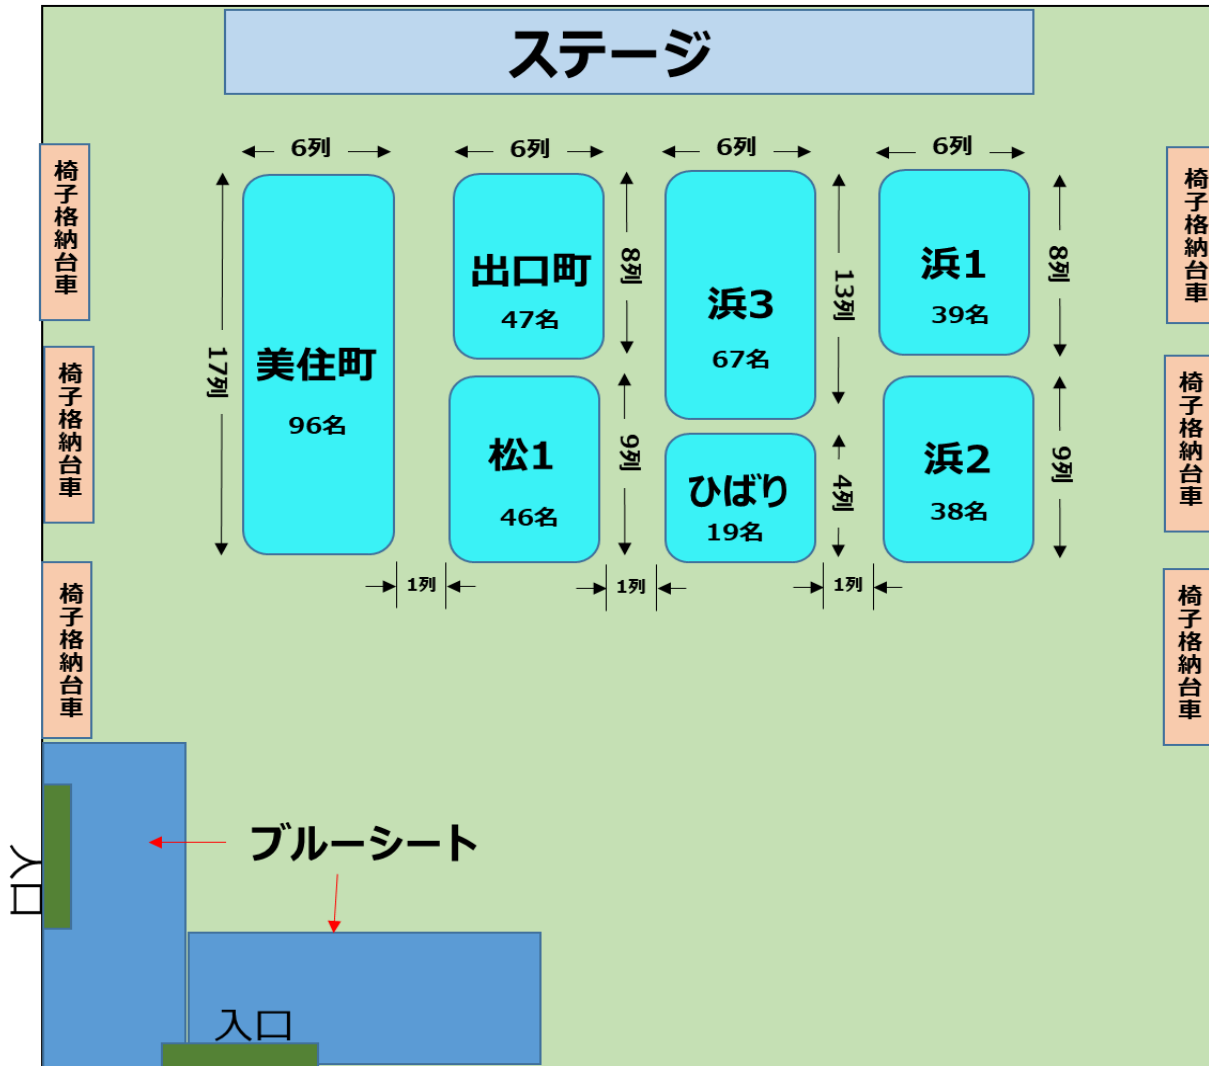 ステージ
6列
6列
6列
6列
椅子格納台車
椅子格納台車
椅子格納台車
椅子格納台車
椅子格納台車
椅子格納台車
17列
美住町
96名
出口町
47名
8列
松1
46名
9列
浜3
67名
13列
ひばり
19名
4列
浜1
39名
8列
浜2
38名
9列
1列
1列
1列
ブルーシート
入口
入口